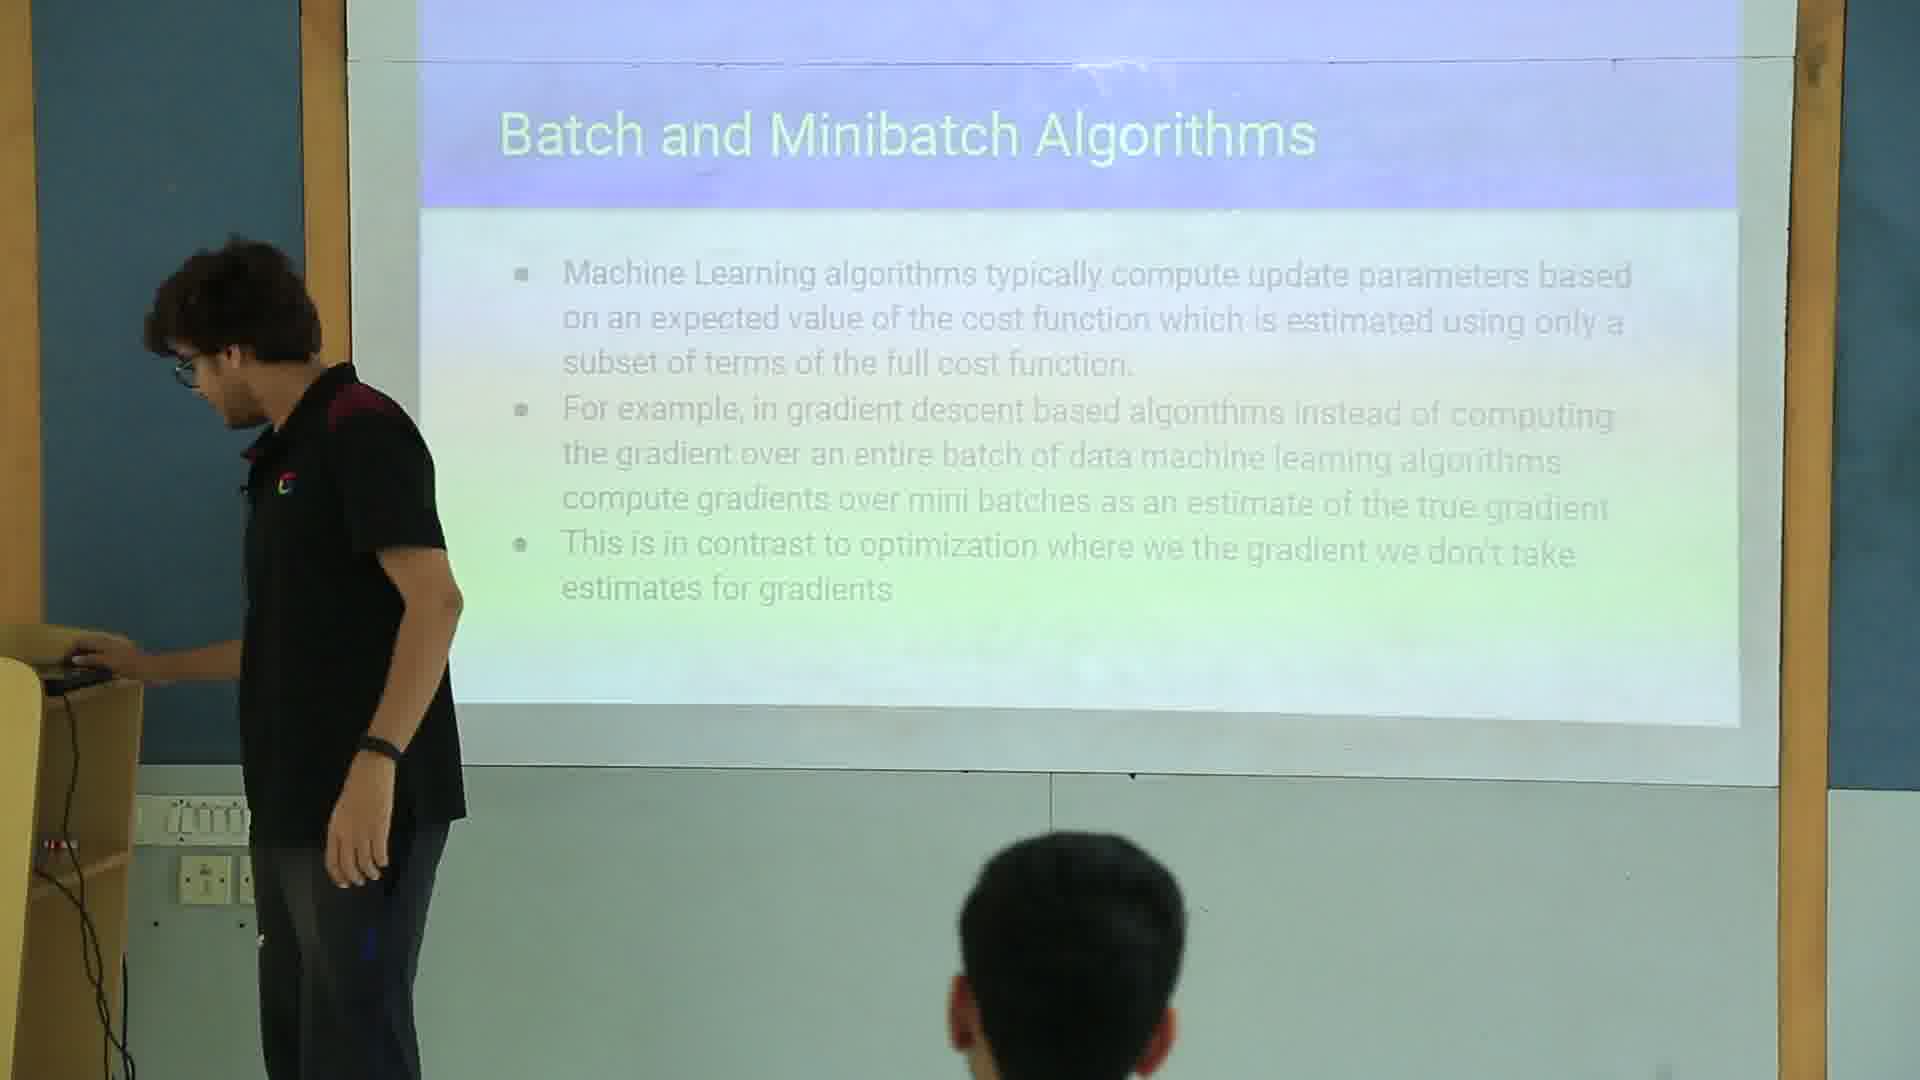 Batch and Minibatch Algorithms
● Machine Learning algorithms typically compute update parameters based
on an expected value of the cost function which is estimated using only a
subset of terms of the full cost function.
● For example, in gradient descent based algorithms instead of computing
the gradient over an entire batch of data machine learning algorithms
compute gradients over mini batches as an estimate of the true gradient
● This is in contrast to optimization where we the gradient we don't take
estimates for gradients